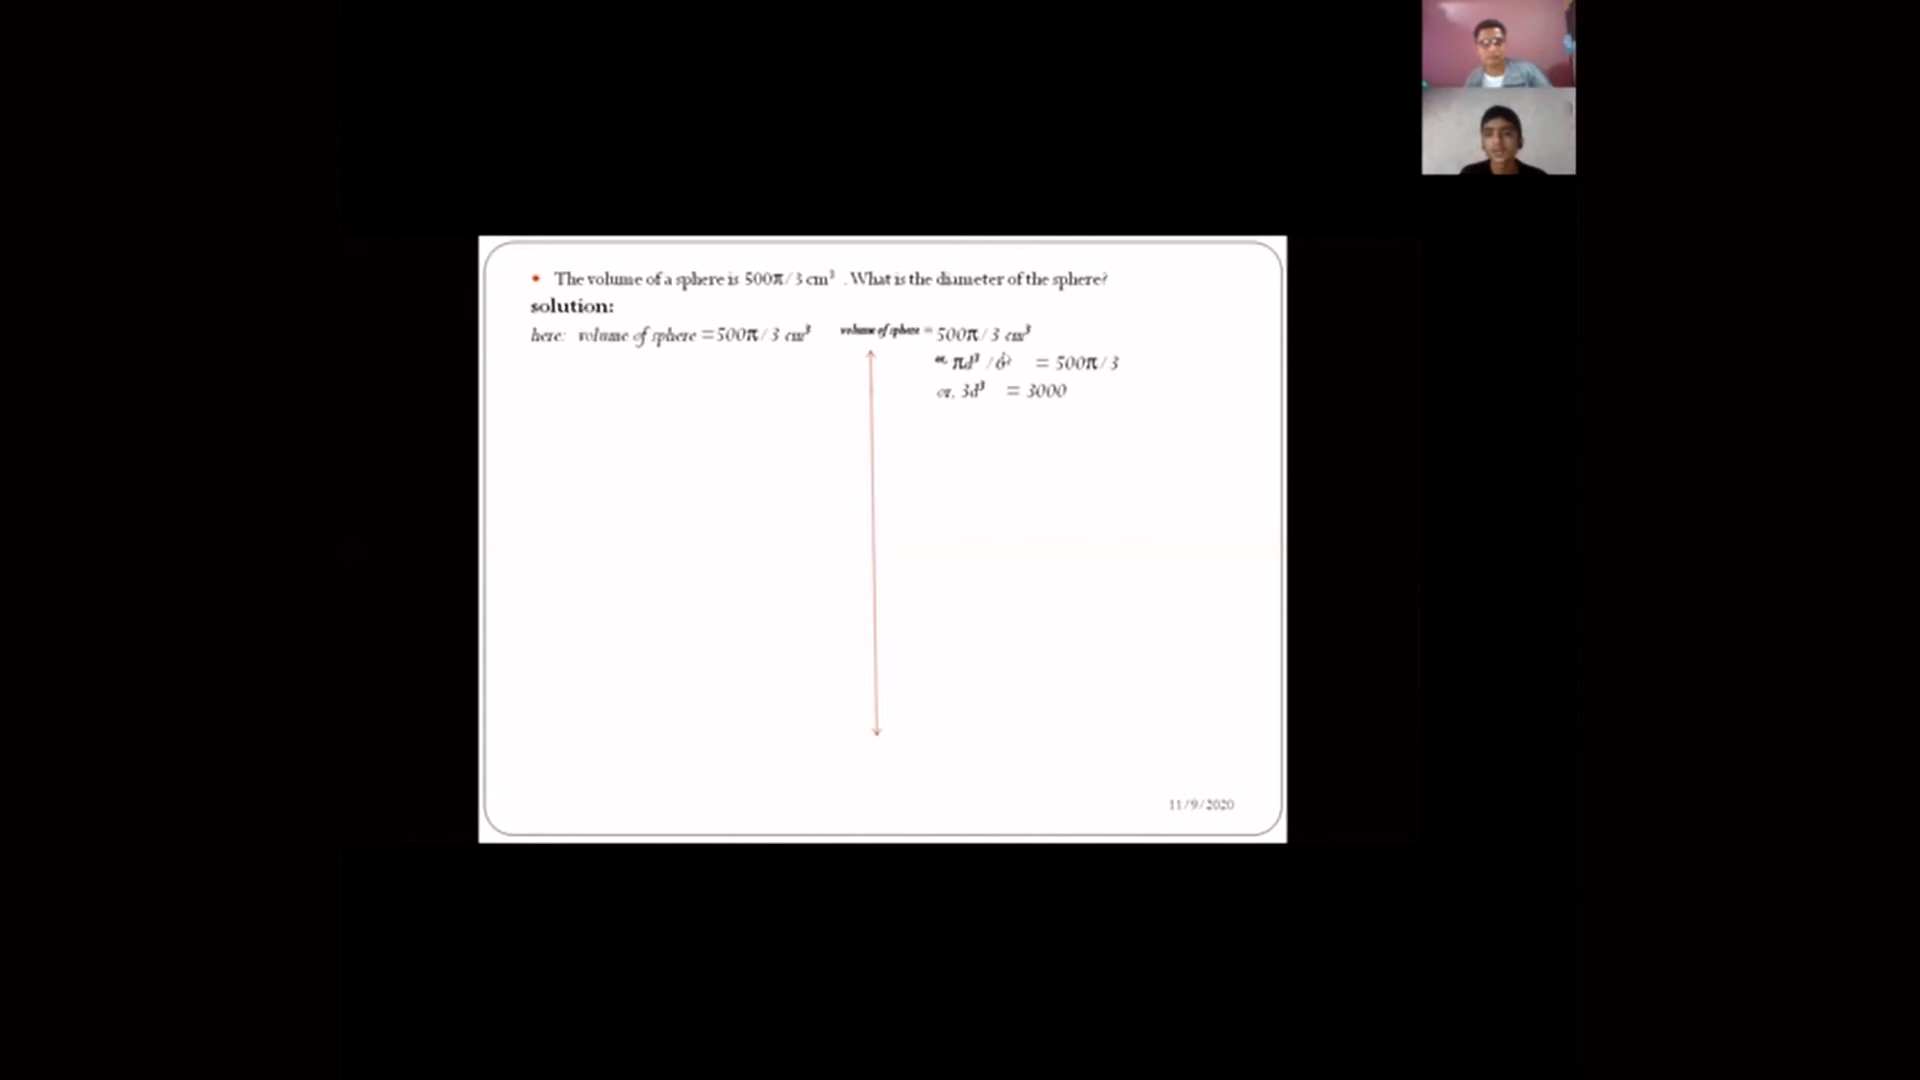 • The volume of a sphere is 500π/3 cm³ . What is the diameter of the sphere?
solution:
here: volume of sphere =500π/3 cm³
volume of sphere = 500π/3 cm³
or, πd³ /6 = 500π/3
or, 3d³ = 3000
11/9/2020